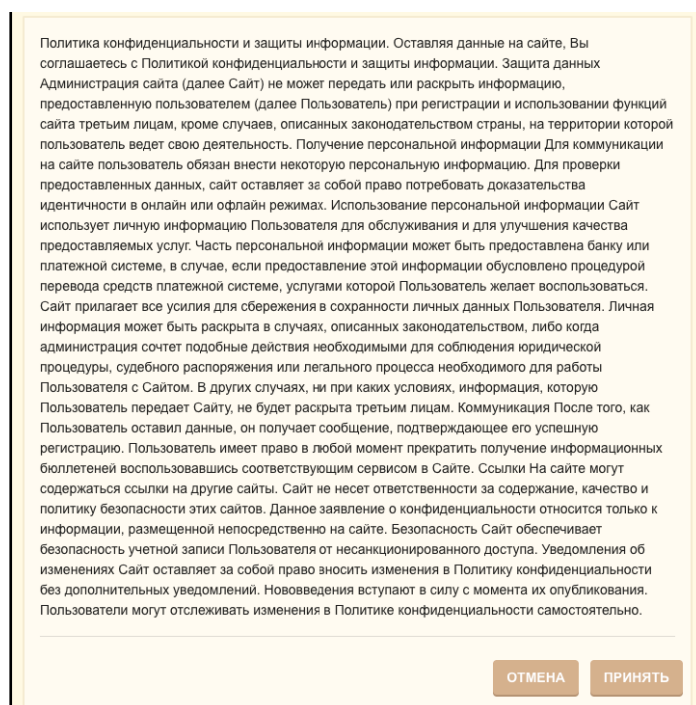 Политика конфиденциальности и защиты информации. Оставляя данные на сайте, Вы
соглашаетесь с Политикой конфиденциальности и защиты информации. Защита данных
Администрация сайта (далее Сайт) не может передать или раскрыть информацию,
предоставленную пользователем (далее Пользователь) при регистрации и использовании функций
сайта третьим лицам, кроме случаев, описанных законодательством страны, на территории которой
пользователь ведет свою деятельность. Получение персональной информации Для коммуникации
на сайте пользователь обязан внести некоторую персональную информацию. Для проверки
предоставленных данных, сайт оставляет за собой право потребовать доказательства
идентичности в онлайн или офлайн режимах. Использование персональной информации Сайт
использует личную информацию Пользователя для обслуживания и для улучшения качества
предоставляемых услуг. Часть персональной информации может быть предоставлена банку или
платежной системе, в случае, если предоставление этой информации обусловлено процедурой
перевода средств платежной системе, услугами которой Пользователь желает воспользоваться.
Сайт прилагает все усилия для сбережения в сохранности личных данных Пользователя. Личная
информация может быть раскрыта в случаях, описанных законодательством, либо когда
администрация сочтет подобные действия необходимыми для соблюдения юридической
процедуры, судебного распоряжения или легального процесса необходимого для работы
Пользователя с Сайтом. В других случаях, ни при каких условиях, информация, которую
Пользователь передает Сайту, не будет раскрыта третьим лицам. Коммуникация После того, как
Пользователь оставил данные, он получает сообщение, подтверждающее его успешную
регистрацию. Пользователь имеет право в любой момент прекратить получение информационных
бюллетеней воспользовавшись соответствующим сервисом в Сайте. Ссылки На сайте могут
содержаться ссылки на другие сайты. Сайт не несет ответственности за содержание, качество и
политику безопасности этих сайтов. Данное заявление о конфиденциальности относится только к
информации, размещенной непосредственно на сайте. Безопасность Сайт обеспечивает
безопасность учетной записи Пользователя от несанкционированного доступа. Уведомления об
изменениях Сайт оставляет за собой право вносить изменения в Политику конфиденциальности
без дополнительных уведомлений. Нововведения вступают в силу с момента их опубликования.
Пользователи могут отслеживать изменения в Политике конфиденциальности самостоятельно.
ОТМЕНА ПРИНЯТЬ